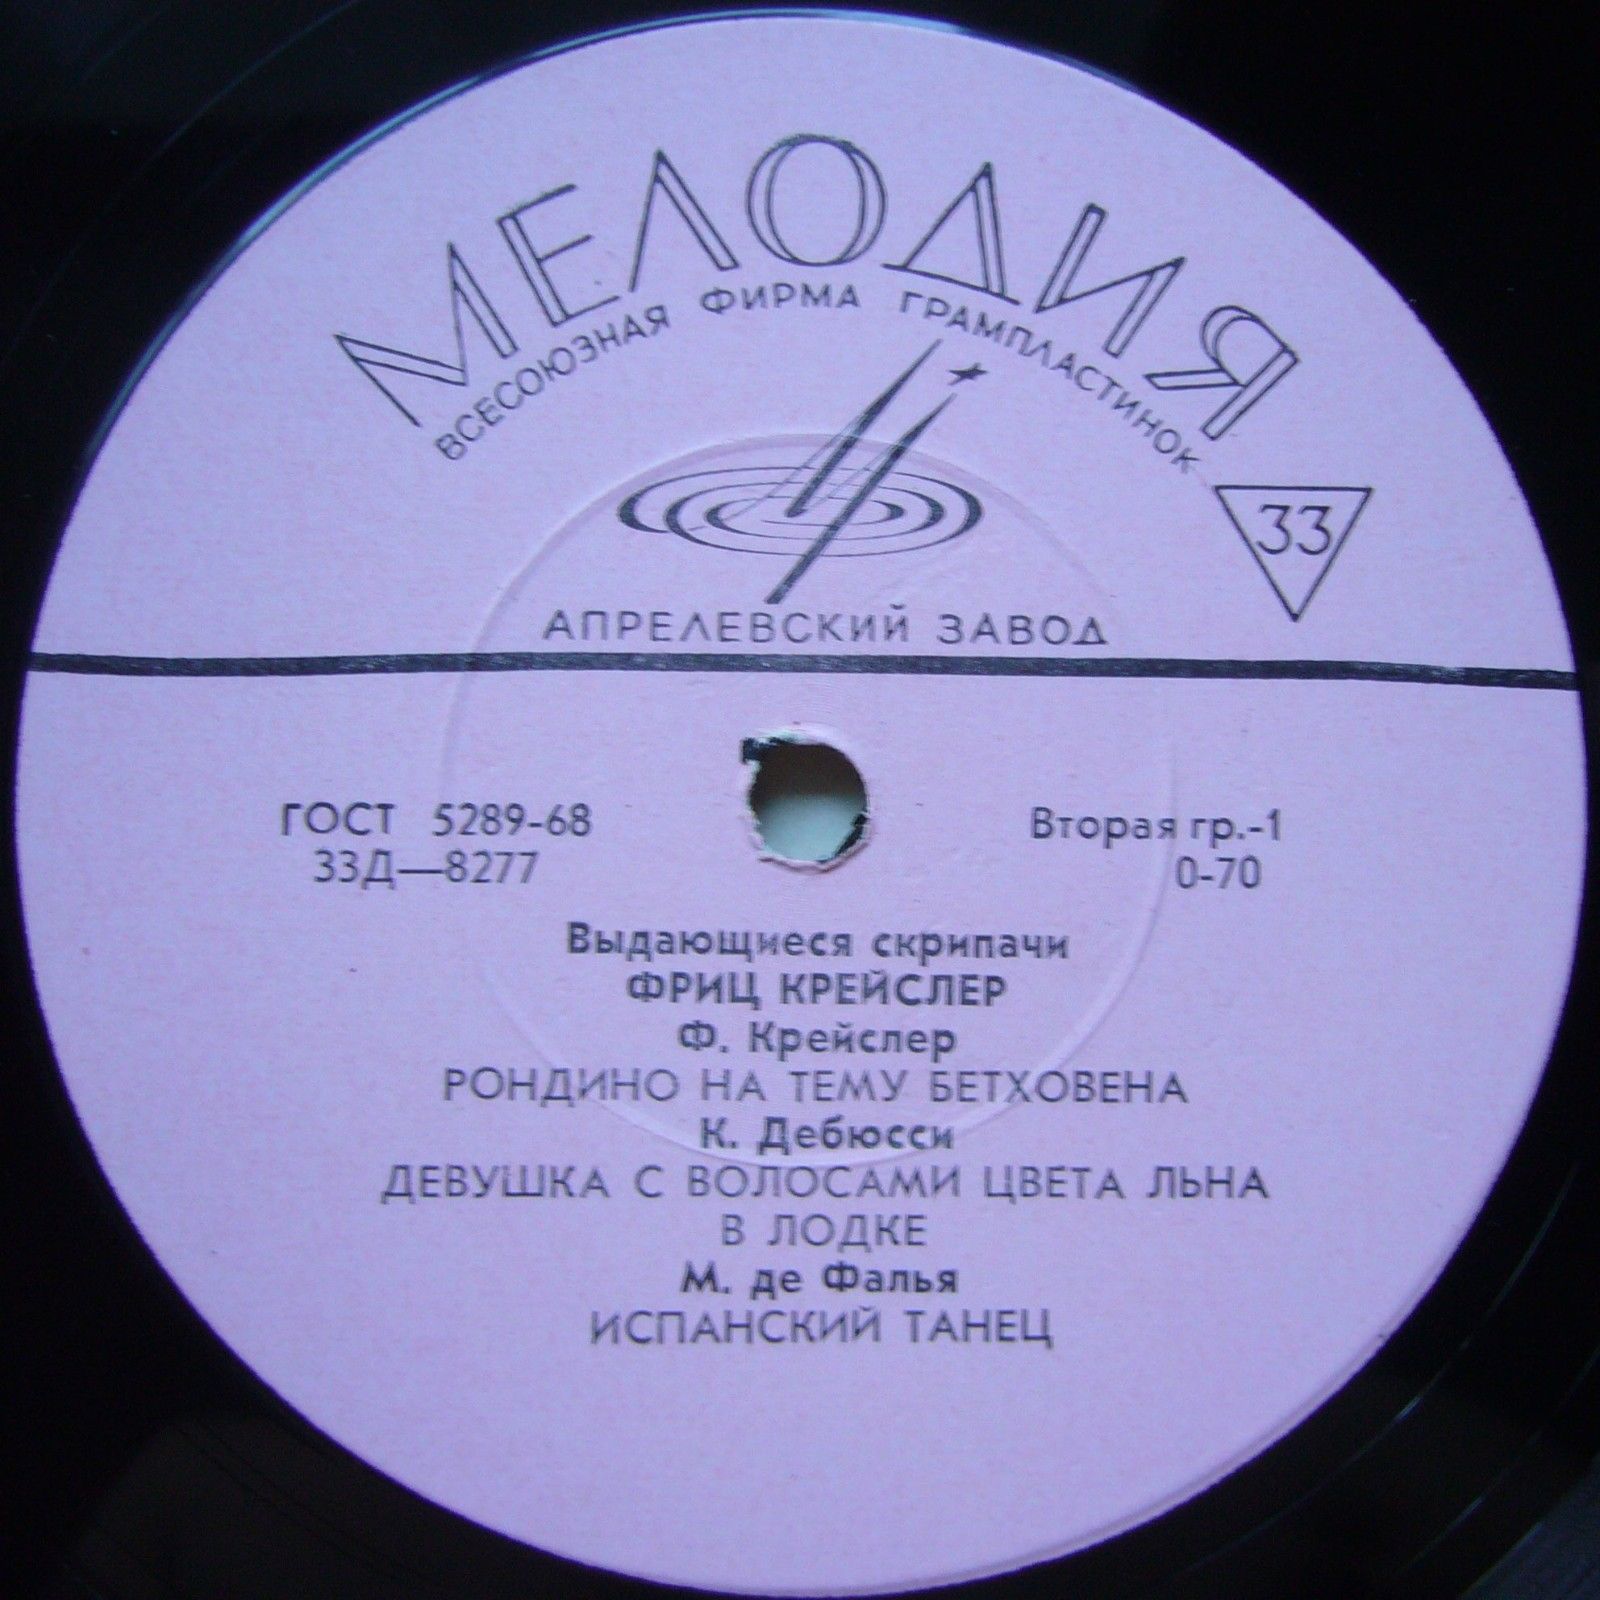 МЕЛОДИЯ
ВСЕСОЮЗНАЯ ФИРМА ГРАМПЛАСТИНОК
33
АПРЕЛЕВСКИЙ ЗАВОД
ГОСТ 5289-68
33Д—8277
Вторая гр.-1
0-70
Выдающиеся скрипачи
ФРИЦ КРЕЙСЛЕР
Ф. Крейслер
РОНДИНО НА ТЕМУ БЕТХОВЕНА
К. Дебюсси
ДЕВУШКА С ВОЛОСАМИ ЦВЕТА ЛЬНА
В ЛОДКЕ
М. де Фалья
ИСПАНСКИЙ ТАНЕЦ